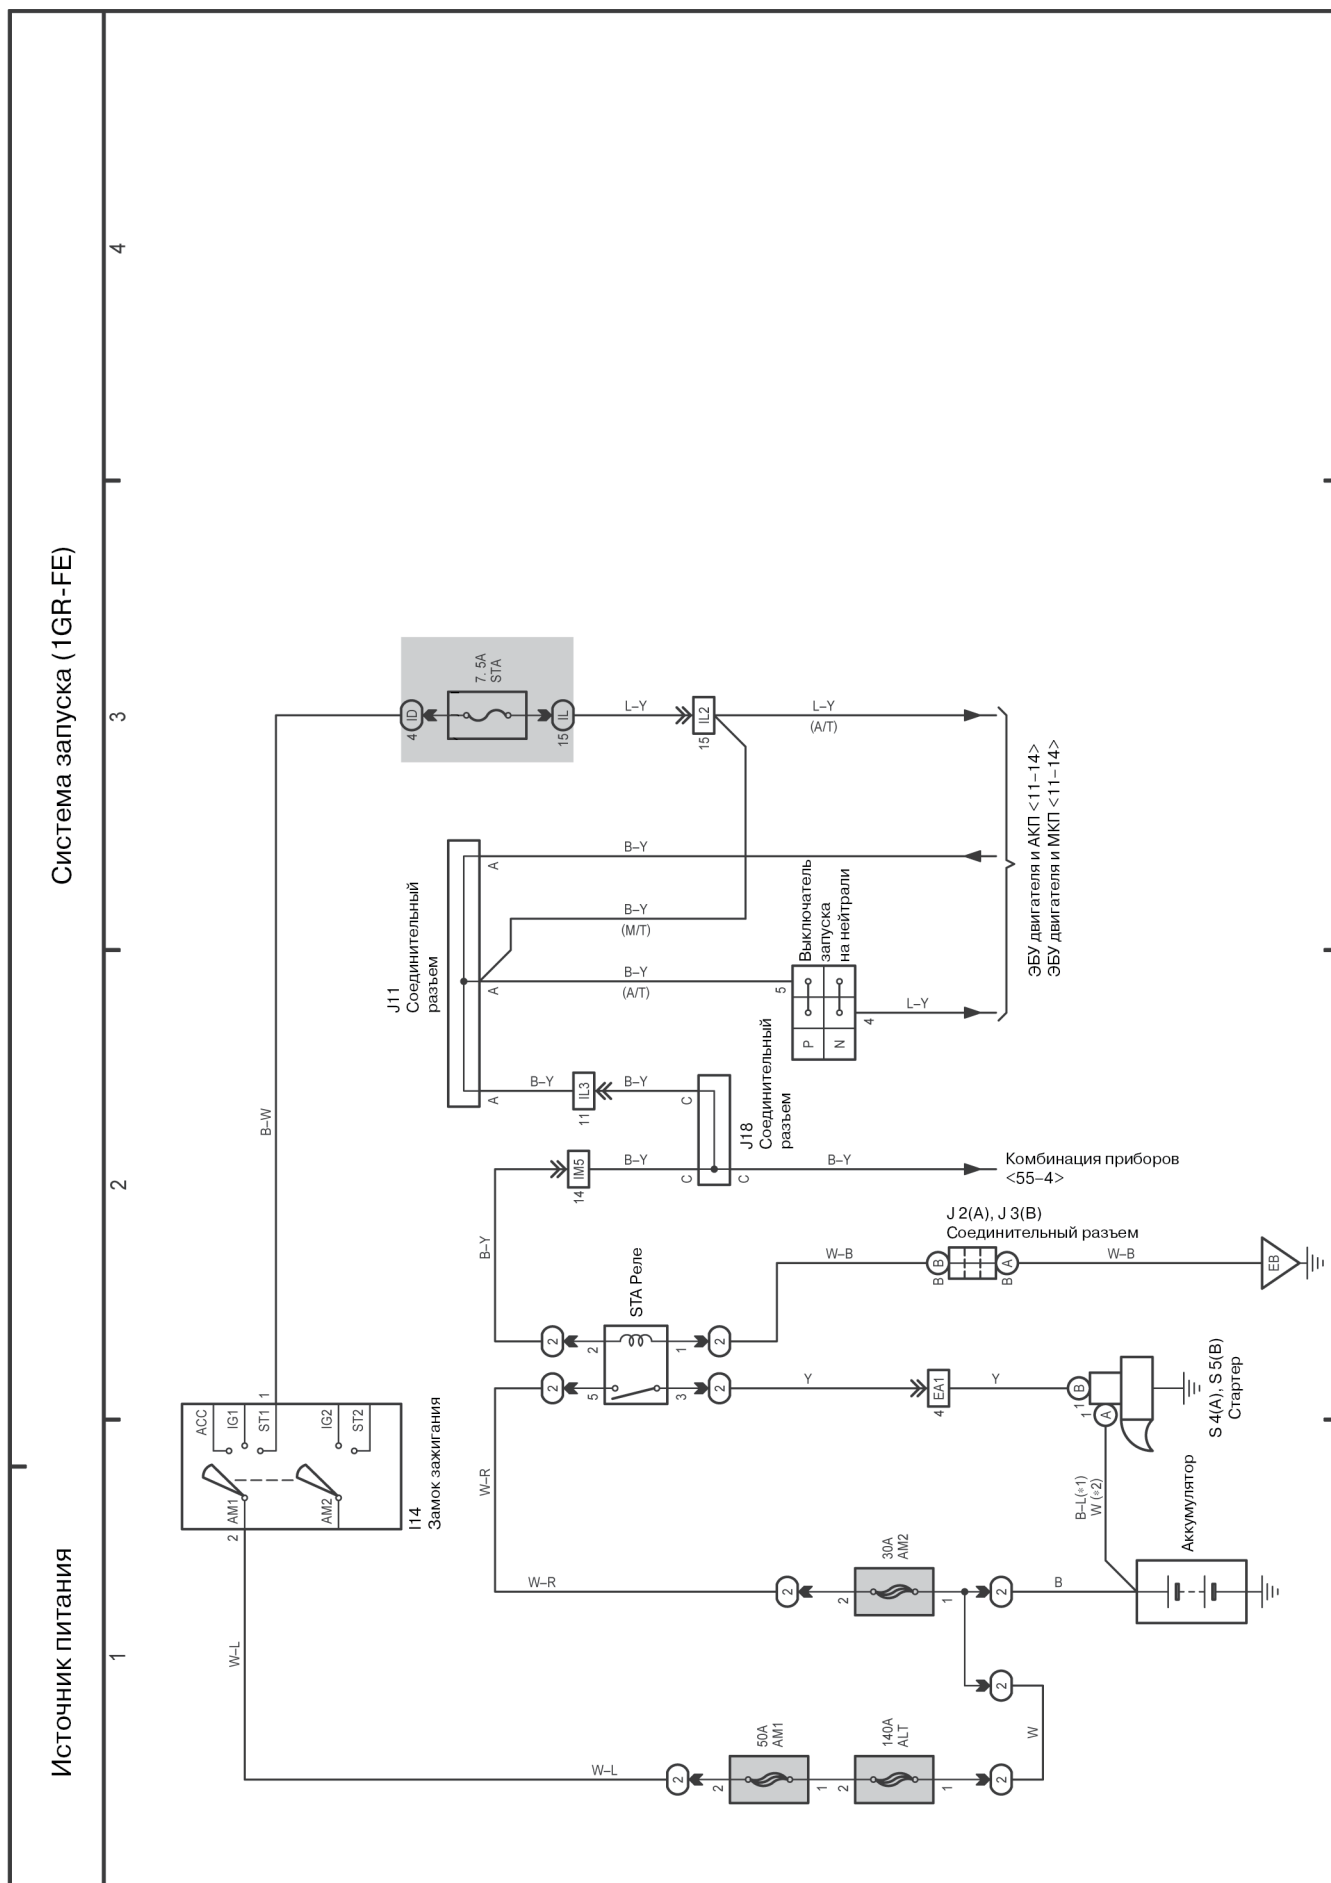 Источник питания
Система запуска (1GR-FE)
1
2
3
4
W–L
W–L
2
AM1
AM2
ACC
IG1
ST1
IG2
ST2
1
I14
Замок зажигания
B–W
4
ID
7. 5A
STA
15
IL
L–Y
15
IL2
L–Y
(A/T)
J11
Соединительный
разъем
A
A
A
B–Y
B–Y
(M/T)
B–Y
(A/T)
B–Y
11
IL3
B–Y
5
P
N
4
Выключатель
запуска
на нейтрали
L–Y
ЭБУ двигателя и АКП <11–14>
ЭБУ двигателя и МКП <11–14>
C
C
C
J18
Соединительный
разъем
B–Y
14
IM5
B–Y
B–Y
Комбинация приборов
<55–4>
STA Реле
2
2
2
1
2
5
3
2
W–R
W–R
W–B
J 2(A), J 3(B)
Соединительный разъем
B
B
B
A
W–B
EB
Y
4
EA1
Y
1
B
1
A
S 4(A), S 5(B)
Стартер
B–L(*1)
W (*2)
Аккумулятор
B
2
2
30A
AM2
1
2
2
W
2
2
50A
AM1
1
2
140A
ALT
1
2